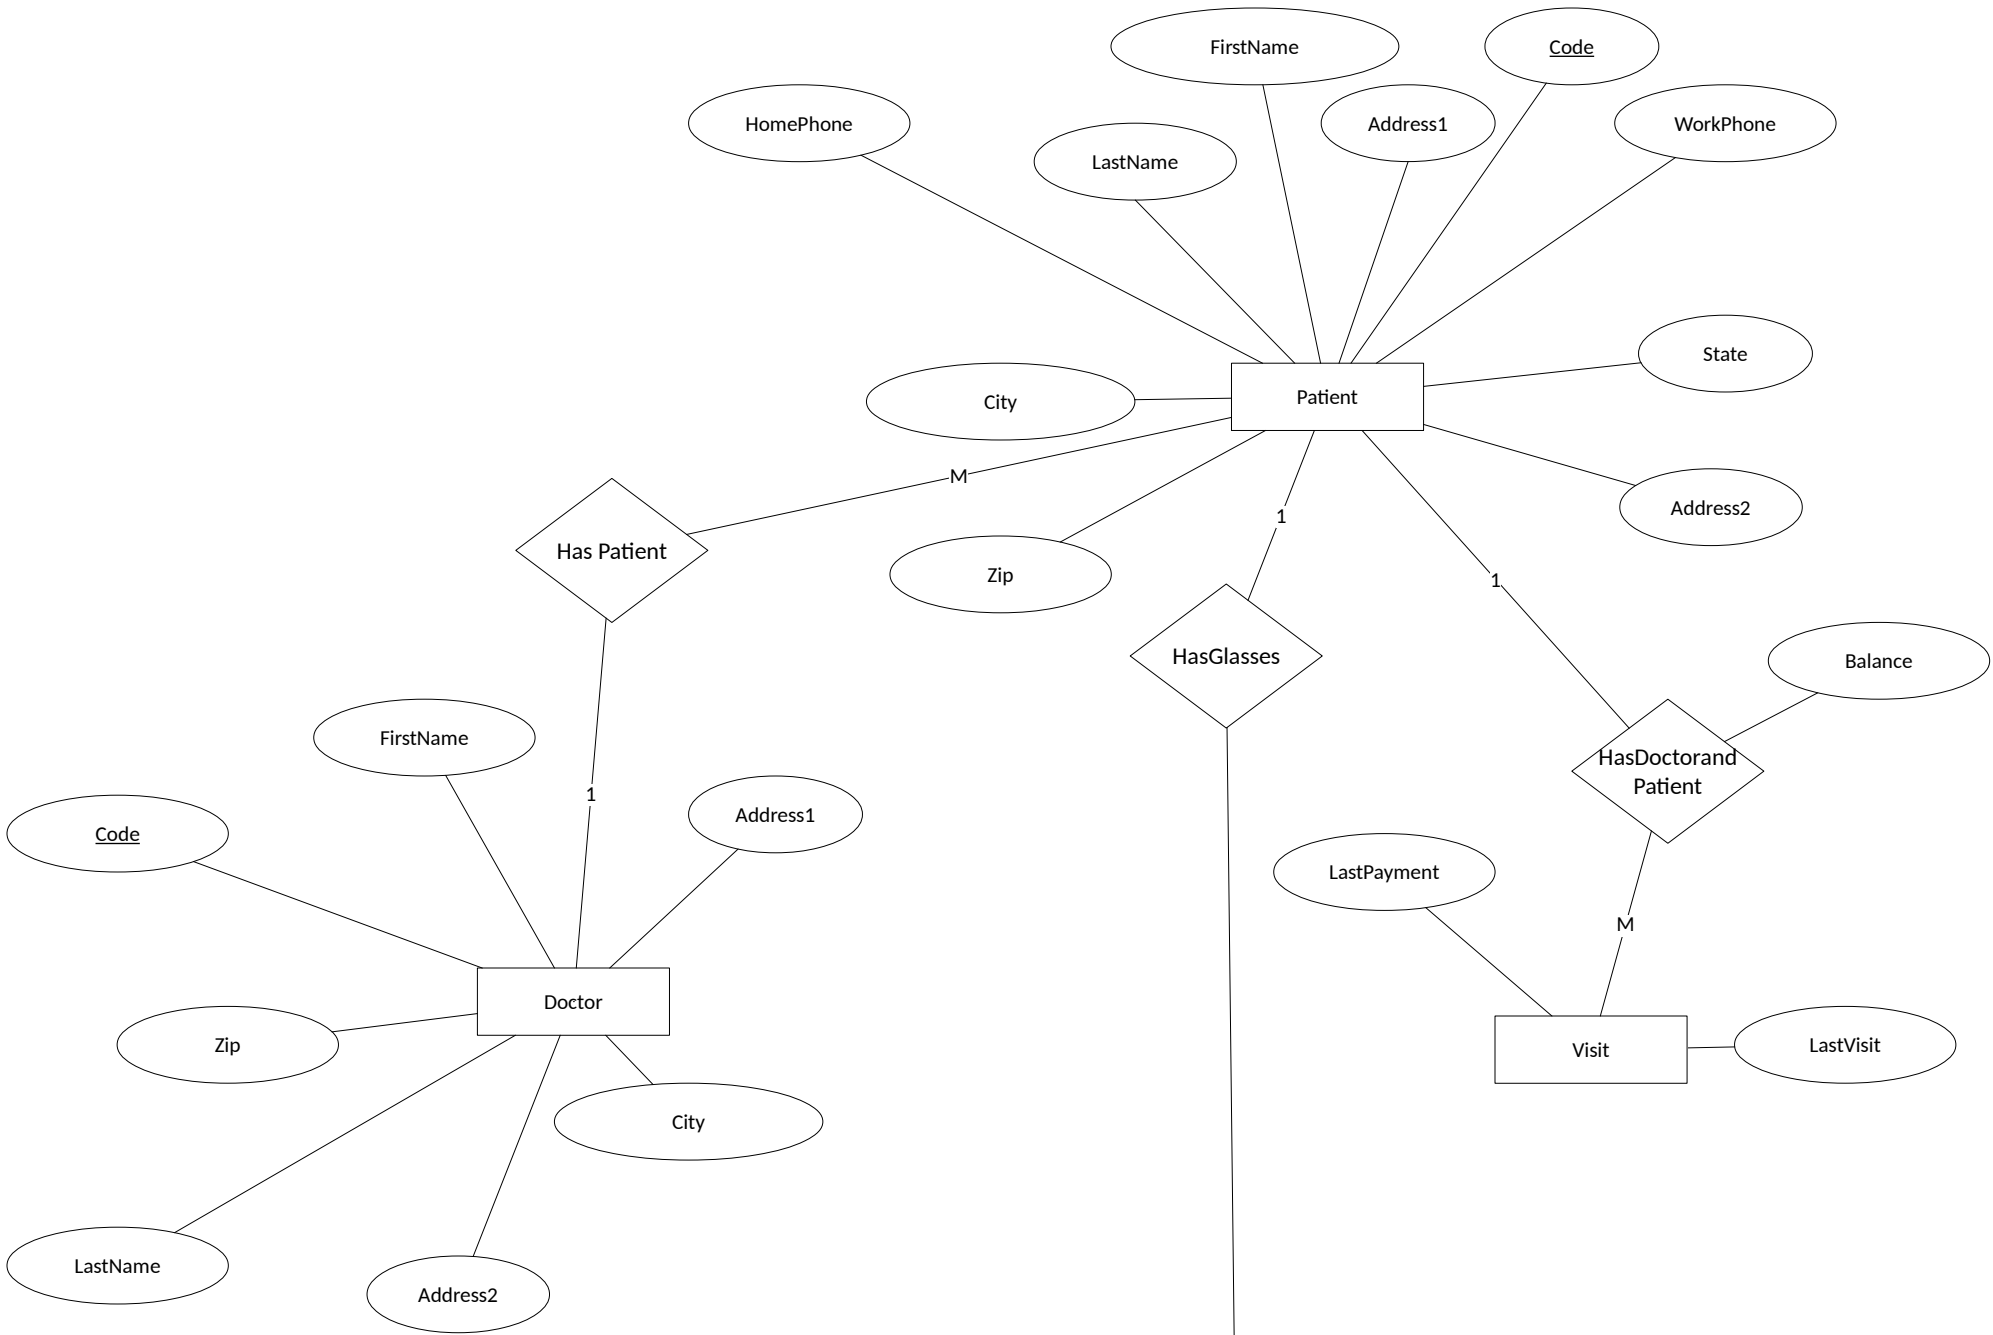 FirstName
Code
HomePhone
Address1
WorkPhone
LastName
State
City
Patient
M
Address2
1
Has Patient
Zip
1
HasGlasses
Balance
FirstName
HasDoctorand
Patient
1
Address1
Code
LastPayment
M
Doctor
Zip
Visit
LastVisit
City
LastName
Address2